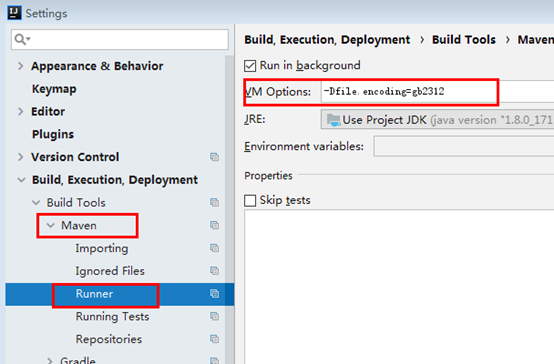 Settings
Appearance & Behavior
Keymap
Editor
Plugins
Version Control
Build, Execution, Deployment
Build Tools
Maven
Importing
Ignored Files
Runner
Running Tests
Repositories
Gradle
Build, Execution, Deployment › Build Tools › Maven
Run in background
VM Options: -Dfile.encoding=gb2312
JRE: Use Project JDK (java version "1.8.0_171
Environment variables:
Properties
Skip tests